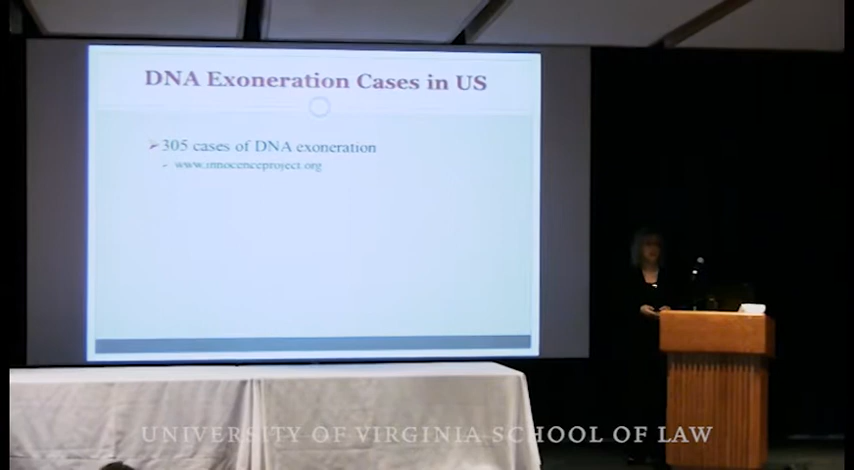 DNA Exoneration Cases in US
305 cases of DNA exoneration
- www.innocenceproject.org
UNIVERSITY OF VIRGINIA SCHOOL OF LAW